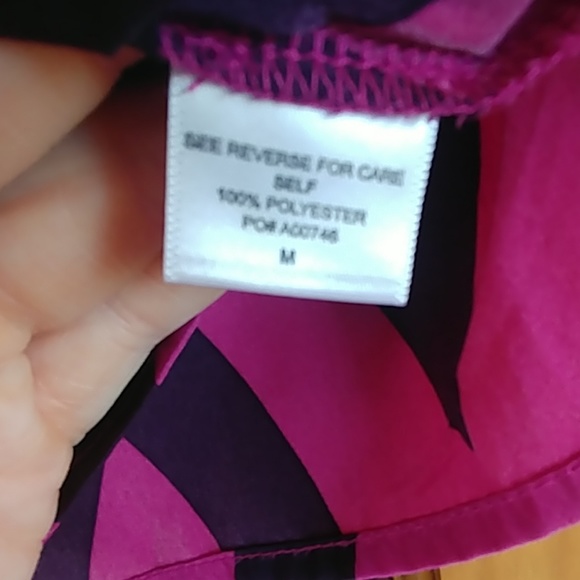 SEE REVERSE FOR CARE
SELF
100% POLYESTER
PO# A00746
M